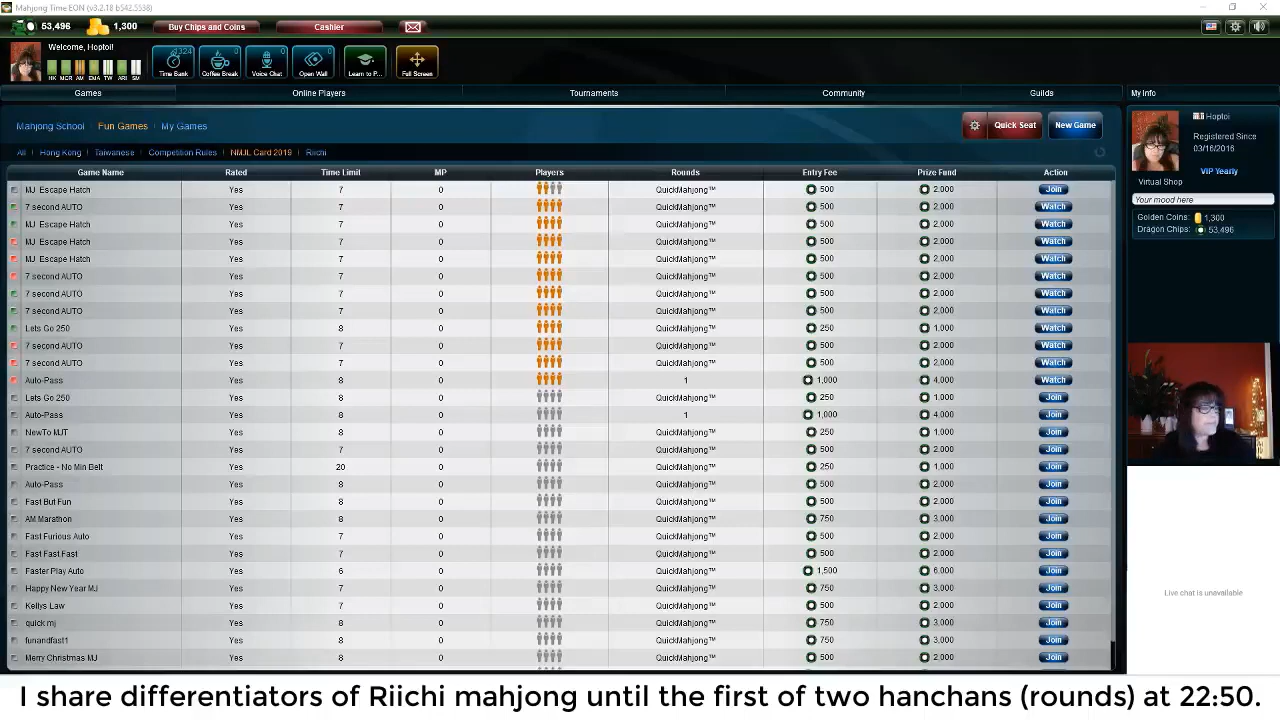 Mahjong Time EON (v3.2.18 b542.5538)
53,496 1,300 Buy Chips and Coins Cashier
Welcome, Hoptoi!
HK MCR AM EMA TW ARI SM
4324 Time Bank 0 Coffee Break 0 Voice Chat 0 Open Wall Learn to P... Full Screen
Games Online Players Tournaments Community Guilds My Info
Mahjong School Fun Games My Games Quick Seat New Game
All Hong Kong Taiwanese Competition Rules NMJL Card 2019 Riichi
Game Name Rated Time Limit MP Players Rounds Entry Fee Prize Fund Action
MJ Escape Hatch Yes 7 0 QuickMahjong™ 500 2,000 Join
7 second AUTO Yes 7 0 QuickMahjong™ 500 2,000 Watch
MJ Escape Hatch Yes 7 0 QuickMahjong™ 500 2,000 Watch
MJ Escape Hatch Yes 7 0 QuickMahjong™ 500 2,000 Watch
MJ Escape Hatch Yes 7 0 QuickMahjong™ 500 2,000 Watch
7 second AUTO Yes 7 0 QuickMahjong™ 500 2,000 Watch
7 second AUTO Yes 7 0 QuickMahjong™ 500 2,000 Watch
7 second AUTO Yes 7 0 QuickMahjong™ 500 2,000 Watch
Lets Go 250 Yes 8 0 QuickMahjong™ 250 1,000 Watch
7 second AUTO Yes 7 0 QuickMahjong™ 500 2,000 Watch
7 second AUTO Yes 7 0 QuickMahjong™ 500 2,000 Watch
Auto-Pass Yes 8 0 1 1,000 4,000 Watch
Lets Go 250 Yes 8 0 QuickMahjong™ 250 1,000 Join
Auto-Pass Yes 8 0 1 1,000 4,000 Join
NewTo MJT Yes 8 0 QuickMahjong™ 250 1,000 Join
7 second AUTO Yes 7 0 QuickMahjong™ 500 2,000 Join
Practice - No Min Belt Yes 20 0 QuickMahjong™ 250 1,000 Join
Auto-Pass Yes 8 0 QuickMahjong™ 500 2,000 Join
Fast But Fun Yes 8 0 QuickMahjong™ 500 2,000 Join
AM Marathon Yes 8 0 QuickMahjong™ 750 3,000 Join
Fast Furious Auto Yes 7 0 QuickMahjong™ 500 2,000 Join
Fast Fast Fast Yes 7 0 QuickMahjong™ 500 2,000 Join
Faster Play Auto Yes 6 0 QuickMahjong™ 1,500 6,000 Join
Happy New Year MJ Yes 8 0 QuickMahjong™ 750 3,000 Join
Kellys Law Yes 7 0 QuickMahjong™ 500 2,000 Join
quick mj Yes 8 0 QuickMahjong™ 750 3,000 Join
funandfast1 Yes 8 0 QuickMahjong™ 750 3,000 Join
Merry Christmas MJ Yes 8 0 QuickMahjong™ 500 2,000 Join
Hoptoi
Registered Since
03/16/2016
VIP Yearly
Virtual Shop
Your mood here
Golden Coins: 1,300
Dragon Chips: 53,496
Live chat is unavailable
I share differentiators of Riichi mahjong until the first of two hanchans (rounds) at 22:50.